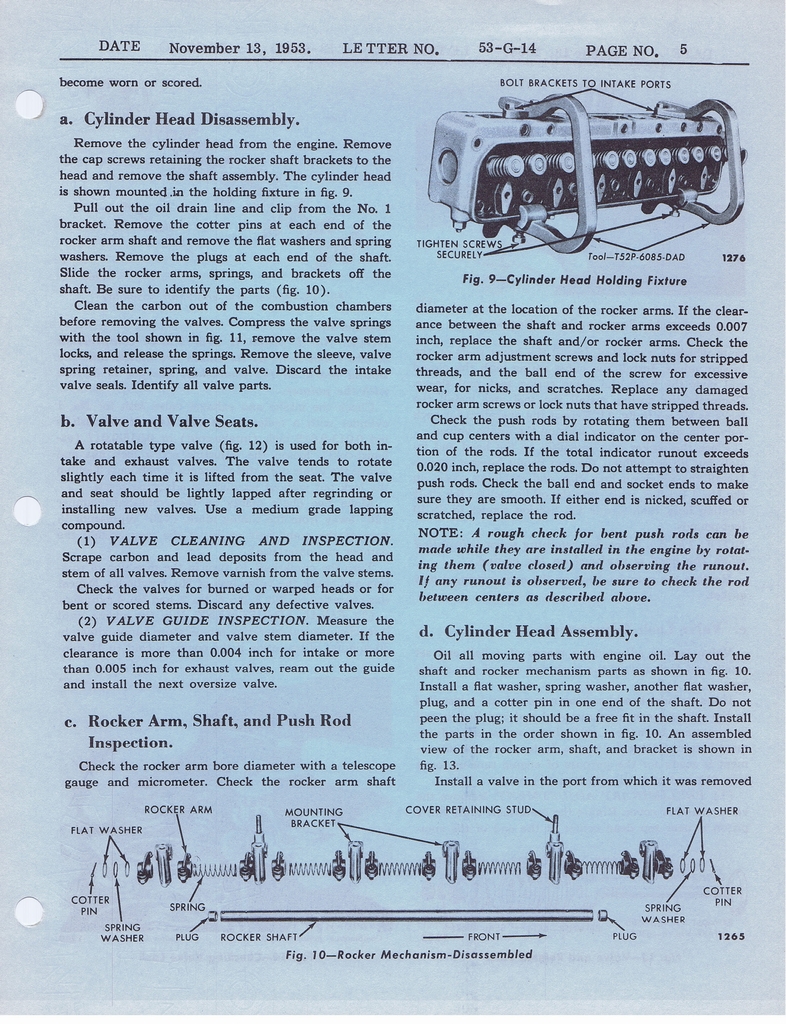 DATE November 13, 1953. LETTER NO. 53-G-14 PAGE NO. 5
become worn or scored.
a. Cylinder Head Disassembly.
Remove the cylinder head from the engine. Remove
the cap screws retaining the rocker shaft brackets to the
head and remove the shaft assembly. The cylinder head
is shown mounted in the holding fixture in fig. 9.
Pull out the oil drain line and clip from the No. 1
bracket. Remove the cotter pins at each end of the
rocker arm shaft and remove the flat washers and spring
washers. Remove the plugs at each end of the shaft.
Slide the rocker arms, springs, and brackets off the
shaft. Be sure to identify the parts (fig. 10).
Clean the carbon out of the combustion chambers
before removing the valves. Compress the valve springs
with the tool shown in fig. 11, remove the valve stem
locks, and release the springs. Remove the sleeve, valve
spring retainer, spring, and valve. Discard the intake
valve seals. Identify all valve parts.
b. Valve and Valve Seats.
A rotatable type valve (fig. 12) is used for both in-
take and exhaust valves. The valve tends to rotate
slightly each time it is lifted from the seat. The valve
and seat should be lightly lapped after regrinding or
installing new valves. Use a medium grade lapping
compound.
(1) VALVE CLEANING AND INSPECTION.
Scrape carbon and lead deposits from the head and
stem of all valves. Remove varnish from the valve stems.
Check the valves for burned or warped heads or for
bent or scored stems. Discard any defective valves.
(2) VALVE GUIDE INSPECTION. Measure the
valve guide diameter and valve stem diameter. If the
clearance is more than 0.004 inch for intake or more
than 0.005 inch for exhaust valves, ream out the guide
and install the next oversize valve.
c. Rocker Arm, Shaft, and Push Rod
Inspection.
Check the rocker arm bore diameter with a telescope
gauge and micrometer. Check the rocker arm shaft
BOLT BRACKETS TO INTAKE PORTS
TIGHTEN SCREWS
SECURELY
Tool—T52P-6085-DAD 1276
Fig. 9—Cylinder Head Holding Fixture
diameter at the location of the rocker arms. If the clear-
ance between the shaft and rocker arms exceeds 0.007
inch, replace the shaft and/or rocker arms. Check the
rocker arm adjustment screws and lock nuts for stripped
threads, and the ball end of the screw for excessive
wear, for nicks, and scratches. Replace any damaged
rocker arm screws or lock nuts that have stripped threads.
Check the push rods by rotating them between ball
and cup centers with a dial indicator on the center por-
tion of the rods. If the total indicator runout exceeds
0.020 inch, replace the rods. Do not attempt to straighten
push rods. Check the ball end and socket ends to make
sure they are smooth. If either end is nicked, scuffed or
scratched, replace the rod.
NOTE: A rough check for bent push rods can be
made while they are installed in the engine by rotat-
ing them (valve closed) and observing the runout.
If any runout is observed, be sure to check the rod
between centers as described above.
d. Cylinder Head Assembly.
Oil all moving parts with engine oil. Lay out the
shaft and rocker mechanism parts as shown in fig. 10.
Install a flat washer, spring washer, another flat washer,
plug, and a cotter pin in one end of the shaft. Do not
peen the plug; it should be a free fit in the shaft. Install
the parts in the order shown in fig. 10. An assembled
view of the rocker arm, shaft, and bracket is shown in
fig. 13.
Install a valve in the port from which it was removed
FLAT WASHER
ROCKER ARM
MOUNTING
BRACKET
COVER RETAINING STUD
FLAT WASHER
COTTER
PIN
SPRING
WASHER
SPRING
PLUG
ROCKER SHAFT
FRONT
PLUG
SPRING
WASHER
COTTER
PIN
1265
Fig. 10—Rocker Mechanism-Disassembled